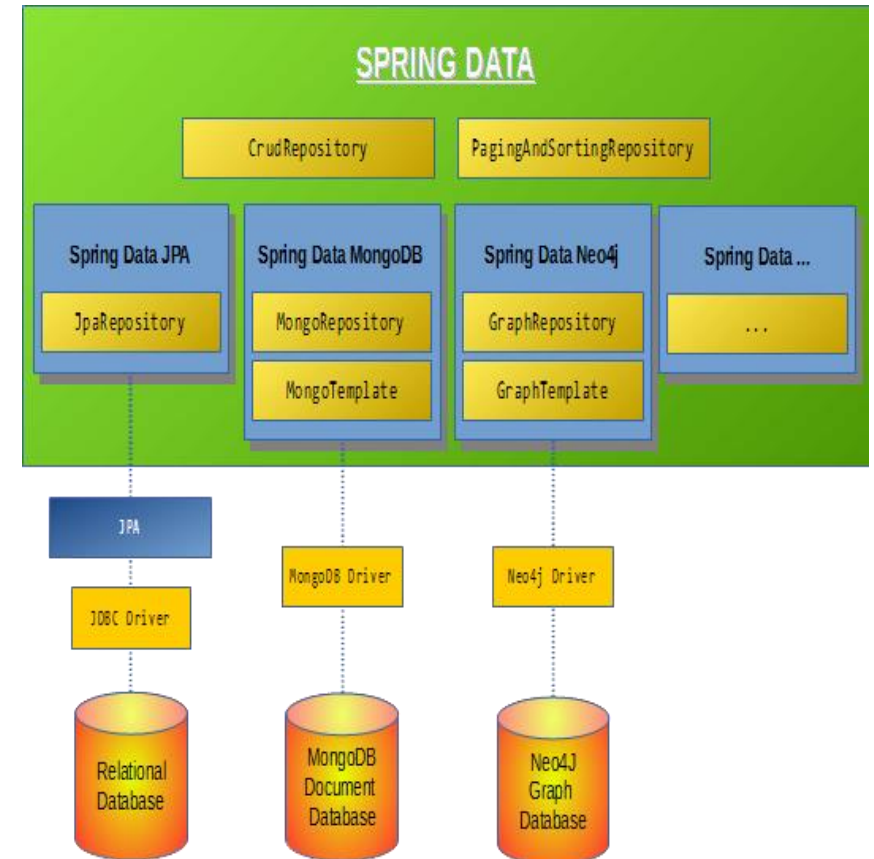 SPRING DATA
CrudRepository
PagingAndSortingRepository
Spring Data JPA
JpaRepository
Spring Data MongoDB
MongoRepository
MongoTemplate
Spring Data Neo4j
GraphRepository
GraphTemplate
Spring Data ...
...
JPA
JDBC Driver
MongoDB Driver
Neo4j Driver
Relational
Database
MongoDB
Document
Database
Neo4J
Graph
Database